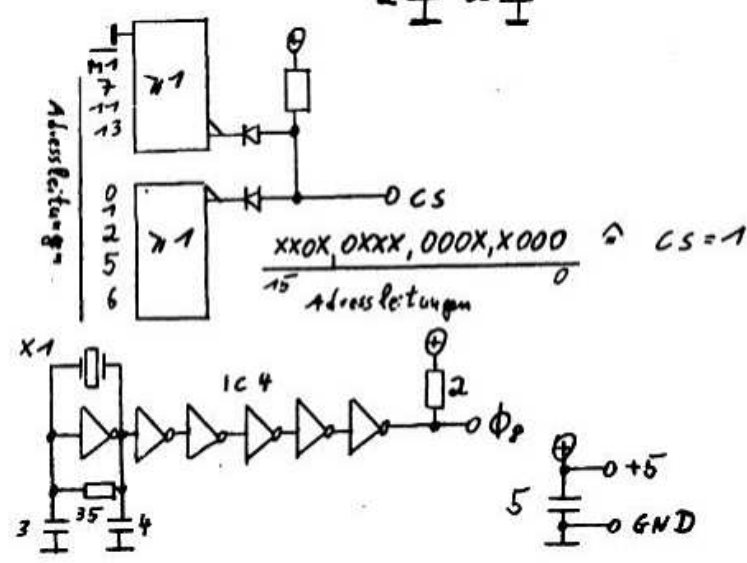 M1
7
11
13
≥1
Adressleitungen
0
1
2
5
6
≥1
CS
XX0X, 0XXX, 000X, X000 ≙ CS = 1
15 0
Adressleitungen
X1
IC 4
2
35
3
4
+5
5
GND